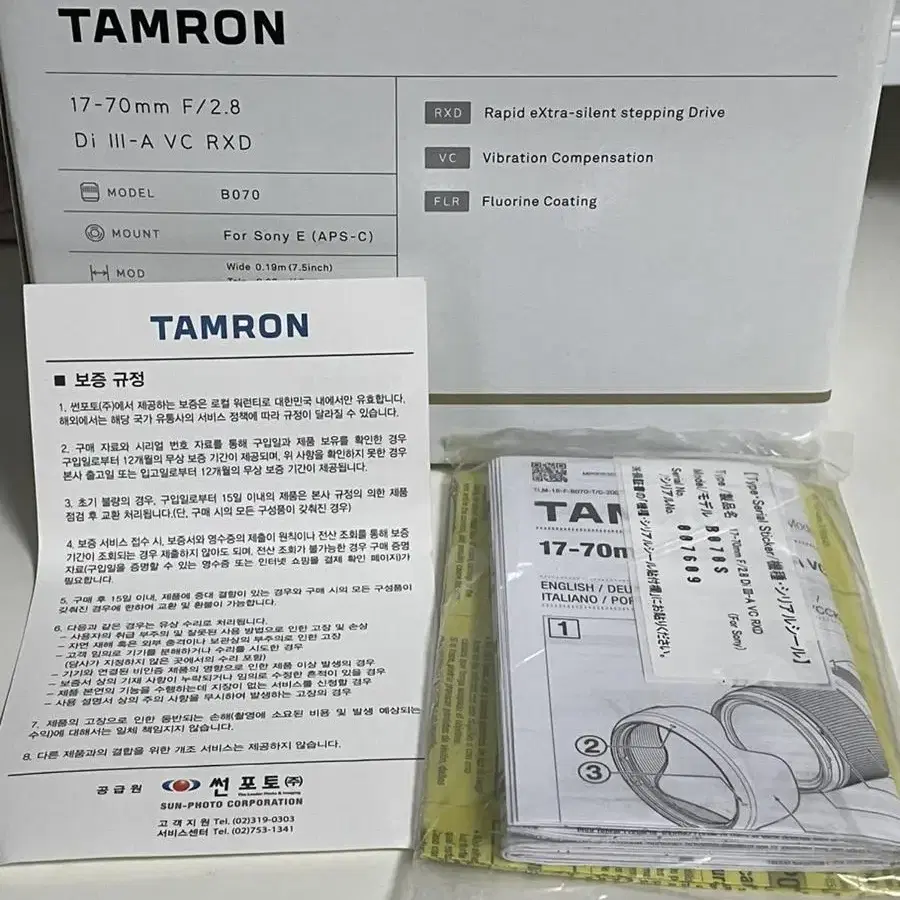 TAMRON
17-70mm F/2.8
Di III-A VC RXD
MODEL B070
MOUNT For Sony E (APS-C)
MOD Wide 0.19m (7.5inch)
RXD Rapid eXtra-silent stepping Drive
VC Vibration Compensation
FLR Fluorine Coating
TAMRON
■ 보증 규정
1. 썬포토(주)에서 제공하는 보증은 로컬 워런티로 대한민국 내에서만 유효합니다.
해외에서는 해당 국가 유통사의 서비스 정책에 따라 규정이 달라질 수 있습니다.
2. 구매 자료와 시리얼 번호 자료를 통해 구입일과 제품 보유를 확인한 경우
구입일로부터 12개월의 무상 보증 기간이 제공되며, 위 사항을 확인하지 못한 경우
본사 출고일 또는 입고일로부터 12개월의 무상 보증 기간이 제공됩니다.
3. 초기 불량의 경우, 구입일로부터 15일 이내의 제품은 본사 규정의 의한 제품
점검 후 교환 처리됩니다.(단, 구매 시의 모든 구성품이 갖춰진 경우)
4. 보증 서비스 접수 시, 보증서와 영수증의 제출이 원칙이나 전산 조회를 통해 보증
기간이 조회되는 경우 제출하지 않아도 되며, 전산 조회가 불가능한 경우 구매 증명
자료(구입일을 증명할 수 있는 영수증 또는 인터넷 쇼핑몰 결제 확인 페이지)가
필요합니다.
5. 구매 후 15일 이내, 제품에 중대 결함이 있는 경우와 구매 시의 모든 구성품이
갖춰진 경우에 한하여 교환 및 환불이 가능합니다.
6. 다음과 같은 경우는 유상 수리로 처리됩니다.
- 사용자의 취급 부주의 및 잘못된 사용 방법으로 인한 고장 및 손상
- 자연 재해 혹은 외부 충격이나 보관상의 부주의로 인한 고장
- 고객 임의로 기기를 분해하거나 수리를 시도한 경우
(당사가 지정하지 않은 곳에서의 수리 포함)
- 기기와 연결된 비인증 제품의 영향으로 인한 제품 이상 발생의 경우
- 보증서 상의 기재 사항이 누락되거나 임의로 수정한 흔적이 있을 경우
- 제품 본연의 기능을 수행하는데 지장이 없는 서비스를 신청할 경우
- 사용 설명서 상의 주의 사항을 무시하여 발생하는 고장의 경우
7. 제품의 고장으로 인한 동반되는 손해(촬영에 소요된 비용 및 발생 예상되는
수익)에 대해서는 일체 책임지지 않습니다.
8. 다른 제품과의 결합을 위한 개조 서비스는 제공하지 않습니다.
공급원 썬포토(주)
The Leader Photo & Imaging
SUN-PHOTO CORPORATION
고객지원 Tel. (02)319-0303
서비스센터 Tel. (02)753-1341
TAM
17-70m
ENGLISH / DEU
ITALIANO / POR
1
2
3
【Type・Serial Sticker/機種・シリアルシール】
Type 製品名 17-70mm F/2.8 Di III-A VC RXD
(For Sony)
Model モデル B070S
Serial No.
シリアルNo. 007689